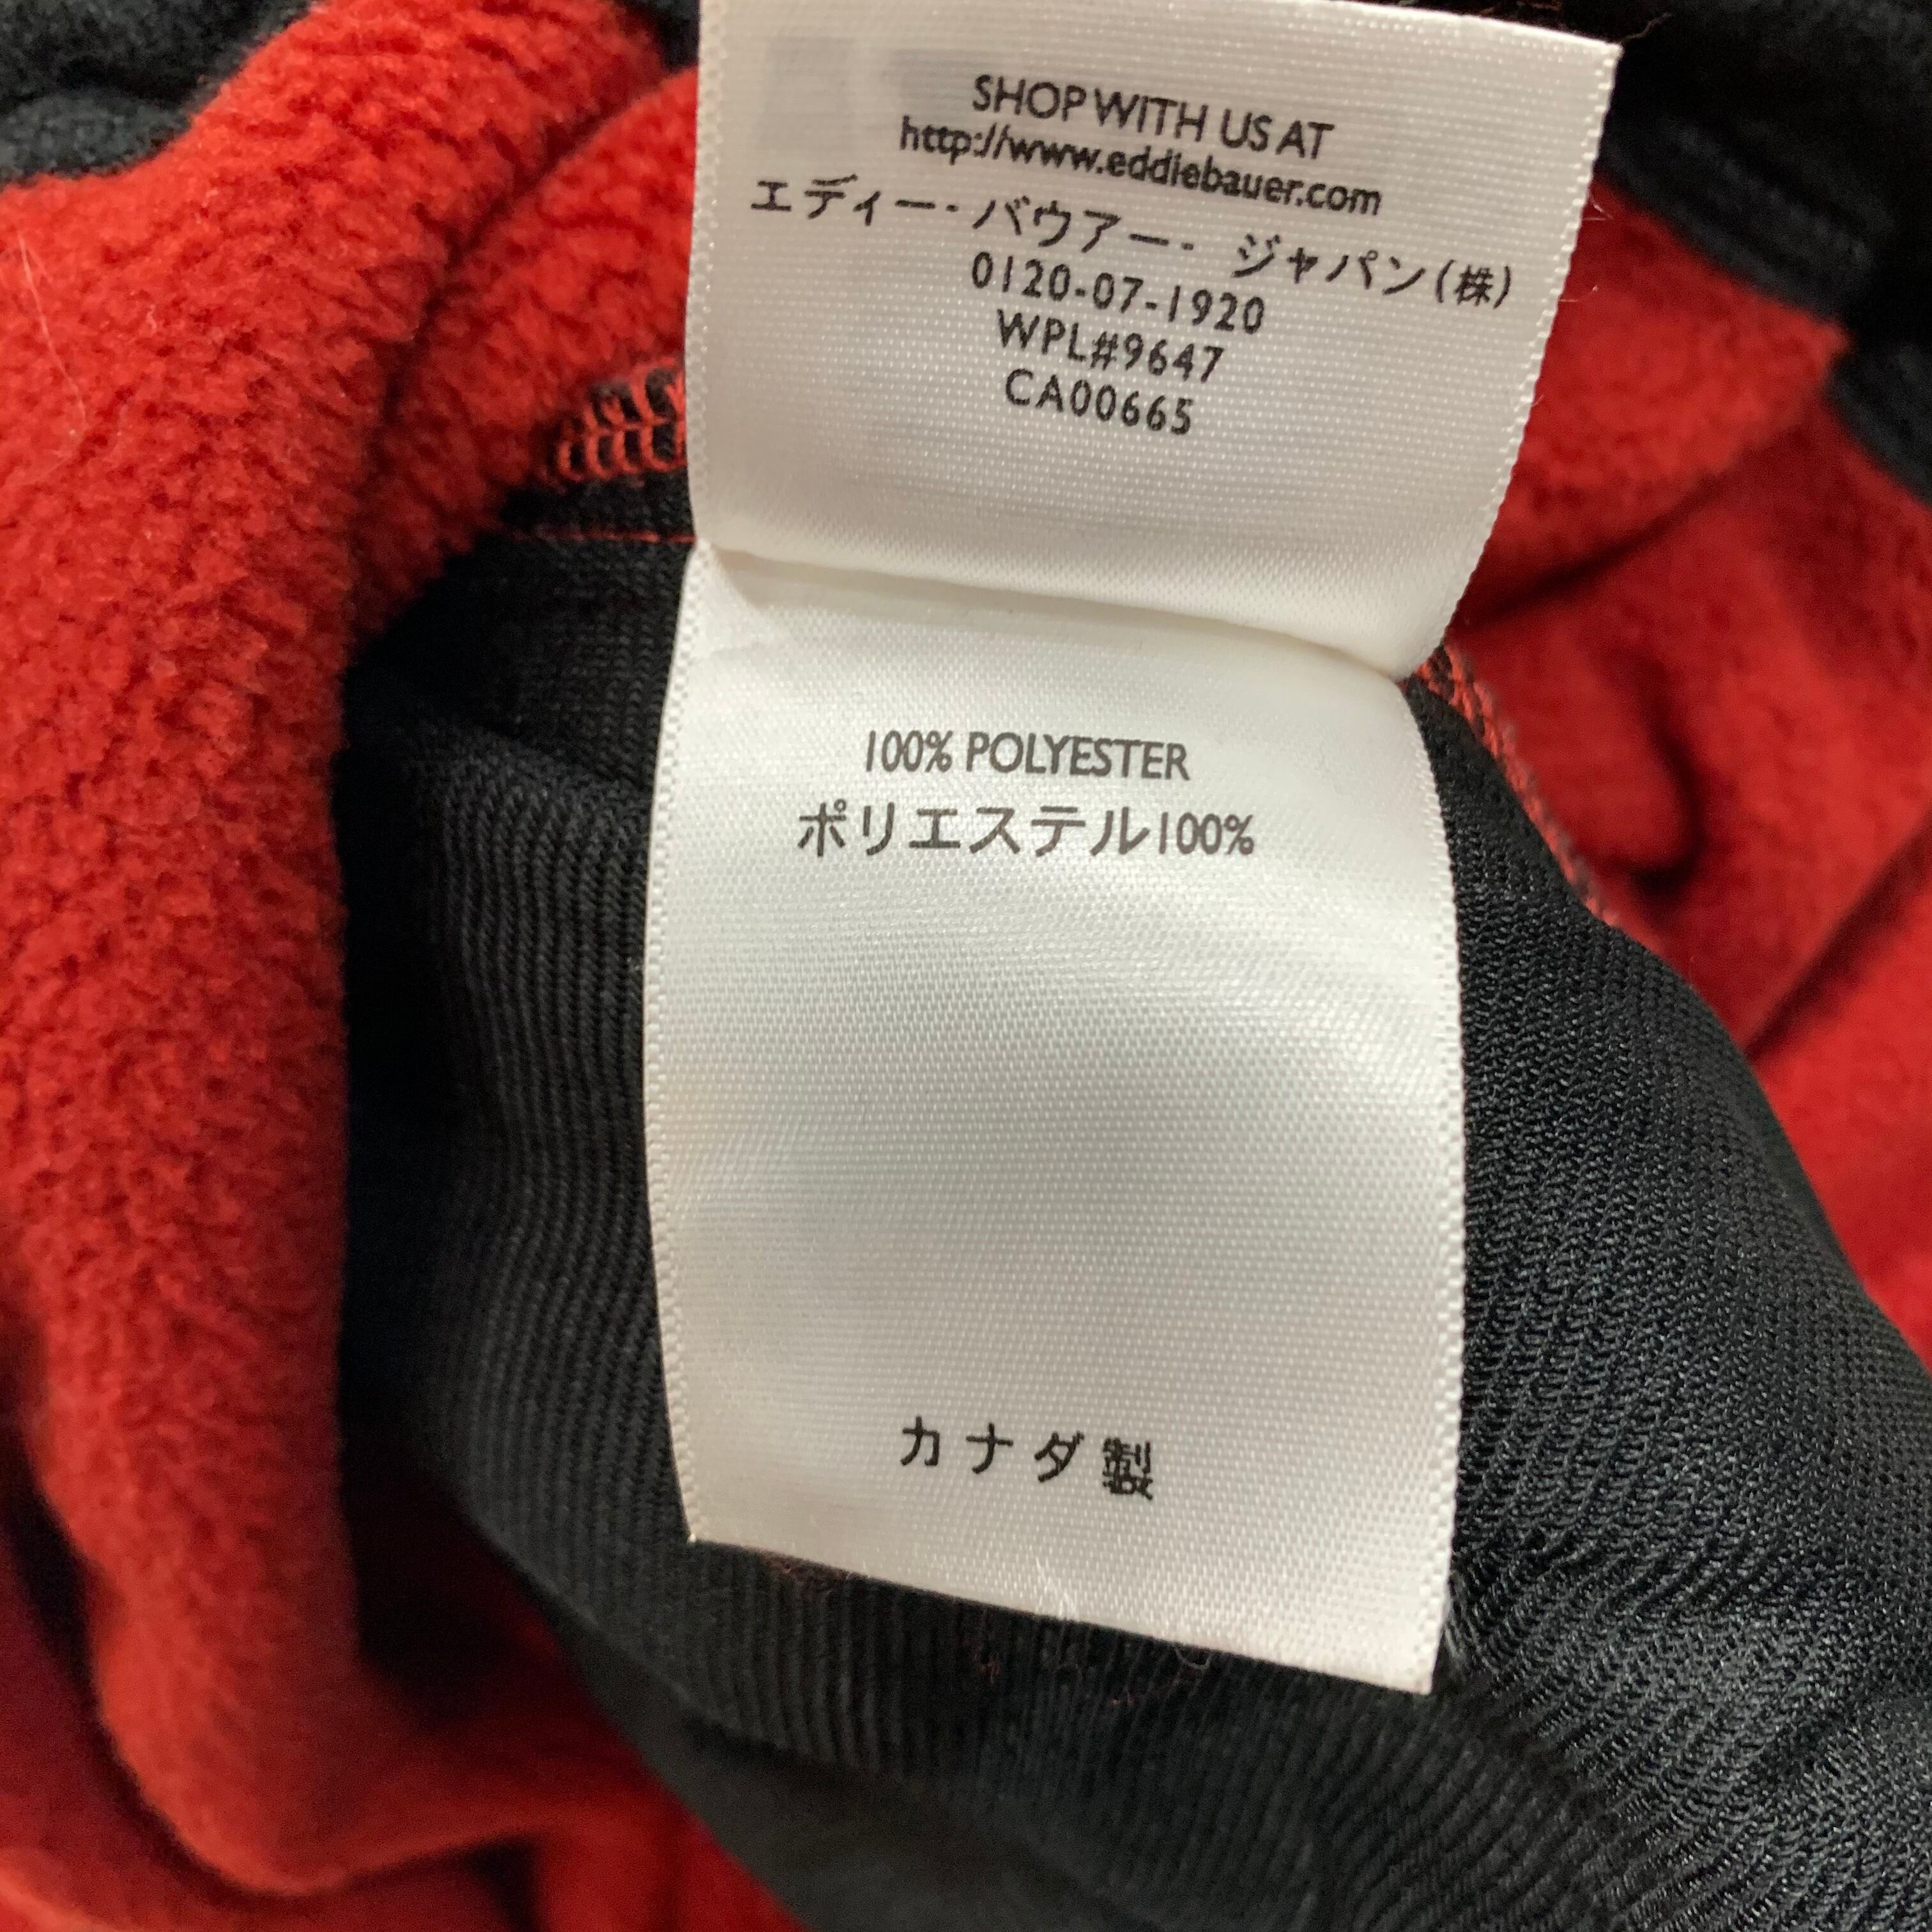 SHOP WITH US AT
http://www.eddiebauer.com
エディー・バウアー・ ジャパン(株)
0120-07-1920
WPL#9647
CA00665
100% POLYESTER
ポリエステル100%
カナダ製